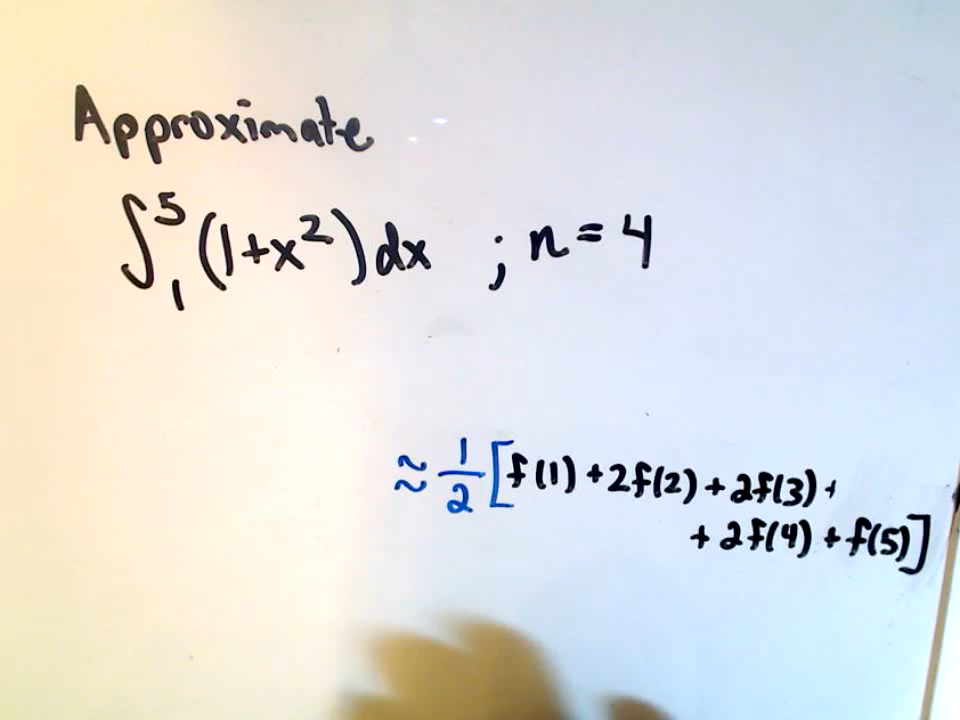 Approximate
∫₁⁵ (1+x²) dx ; n = 4
≈ 1/2 [f(1) + 2f(2) + 2f(3) +
+ 2f(4) + f(5)]